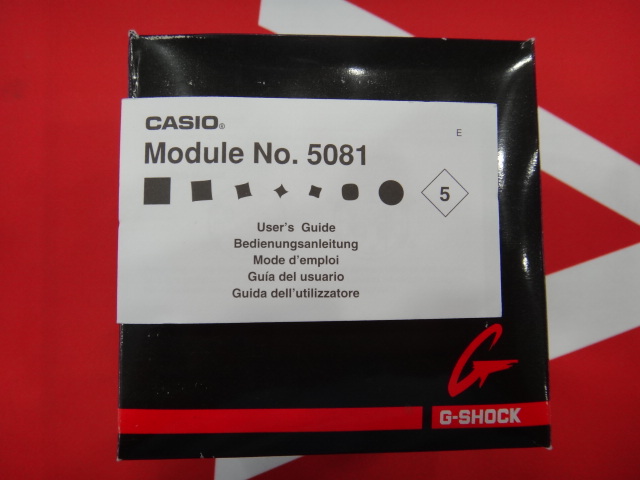 CASIO®
E
Module No. 5081
5
User's Guide
Bedienungsanleitung
Mode d'emploi
Guía del usuario
Guida dell'utilizzatore
G
G-SHOCK